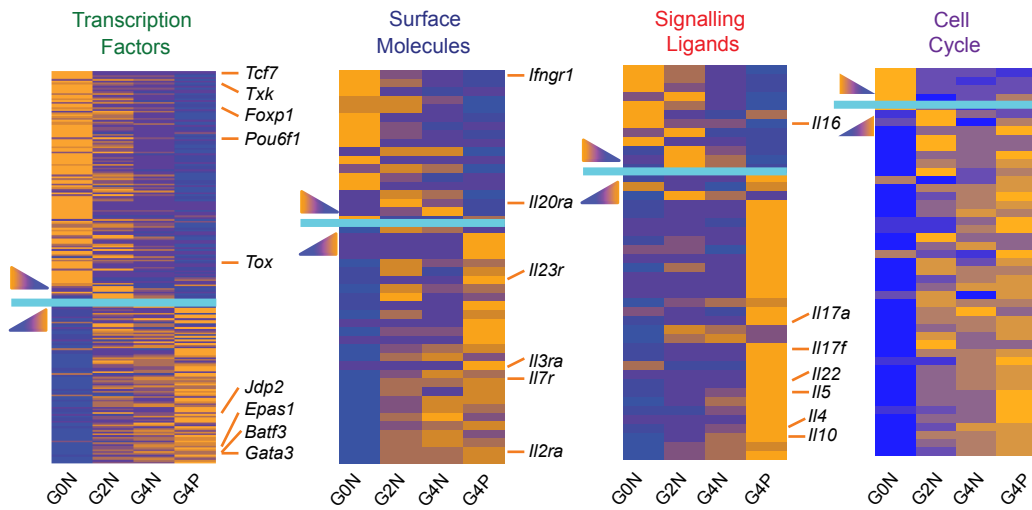 Transcription
Factors
Tcf7
Txk
Foxp1
Pou6f1
Tox
Jdp2
Epas1
Batf3
Gata3
G0N
G2N
G4N
G4P
Surface
Molecules
Ifngr1
Il20ra
Il23r
Il3ra
Il7r
Il2ra
G0N
G2N
G4N
G4P
Signalling
Ligands
Il16
Il17a
Il17f
Il22
Il5
Il4
Il10
G0N
G2N
G4N
G4P
Cell
Cycle
G0N
G2N
G4N
G4P